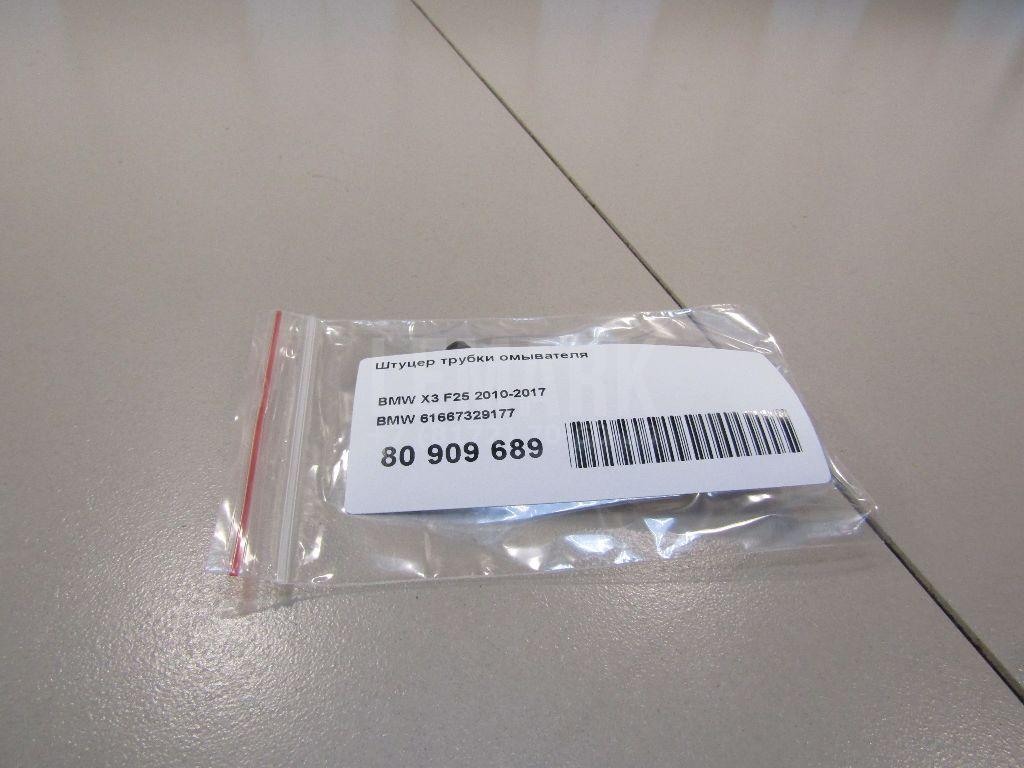 Штуцер трубки омывателя
BMW X3 F25 2010-2017
BMW 61667329177
80 909 689